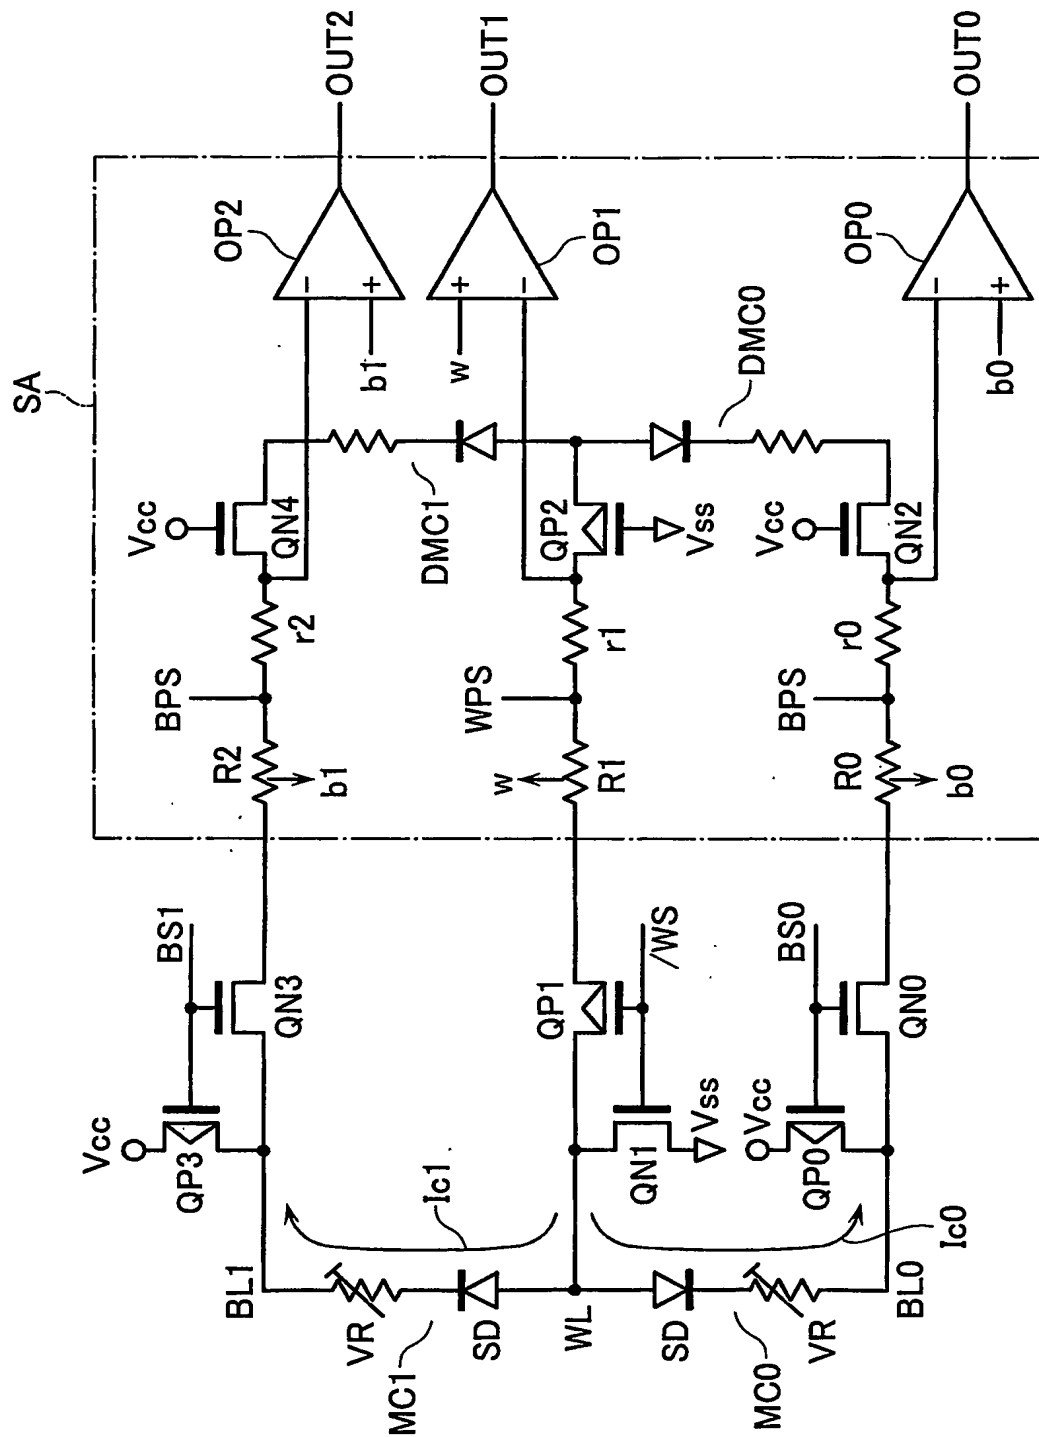 SA
OUT2
OUT1
OUT0
OP2
OP1
OP0
−
+
+
−
−
+
b1
w
b0
DMC0
DMC1
Vcc
QN4
QP2
Vss
Vcc
QN2
r2
r1
r0
BPS
WPS
BPS
R2
b1
w
R1
R0
b0
BS1
QN3
QP1
/WS
BS0
QN0
Vcc
QP3
QN1
Vss
Vcc
QP0
Ic1
Ic0
BL1
WL
BL0
VR
SD
SD
VR
MC1
MC0